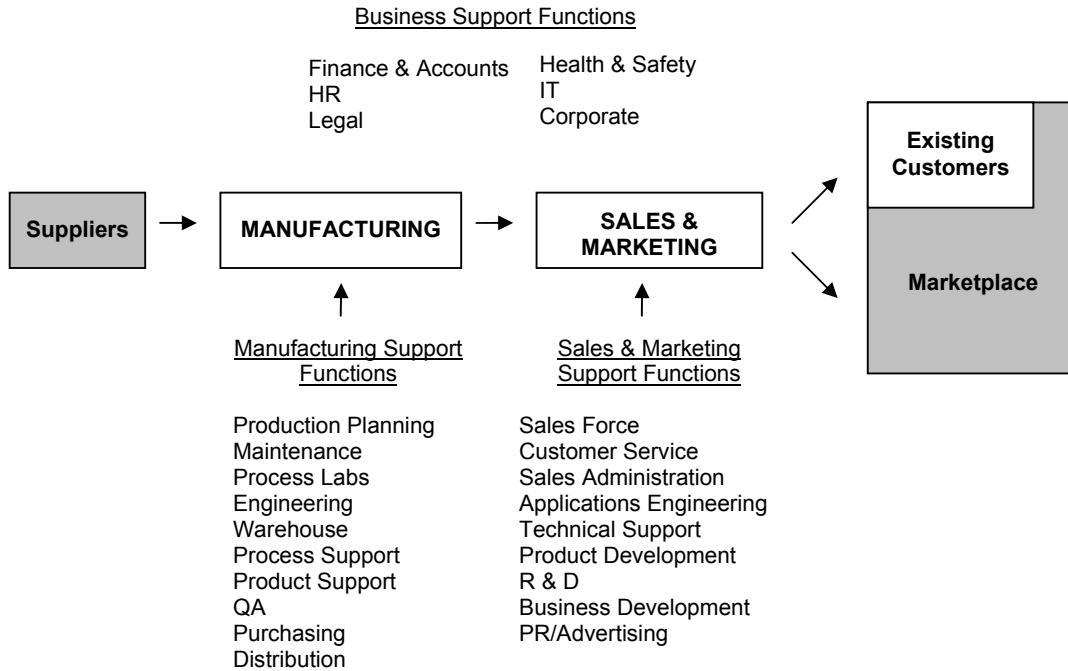 Business Support Functions
Finance & Accounts
HR
Legal
Health & Safety
IT
Corporate
Existing
Customers
Suppliers
MANUFACTURING
SALES &
MARKETING
Marketplace
Manufacturing Support
Functions
Sales & Marketing
Support Functions
Production Planning
Maintenance
Process Labs
Engineering
Warehouse
Process Support
Product Support
QA
Purchasing
Distribution
Sales Force
Customer Service
Sales Administration
Applications Engineering
Technical Support
Product Development
R & D
Business Development
PR/Advertising